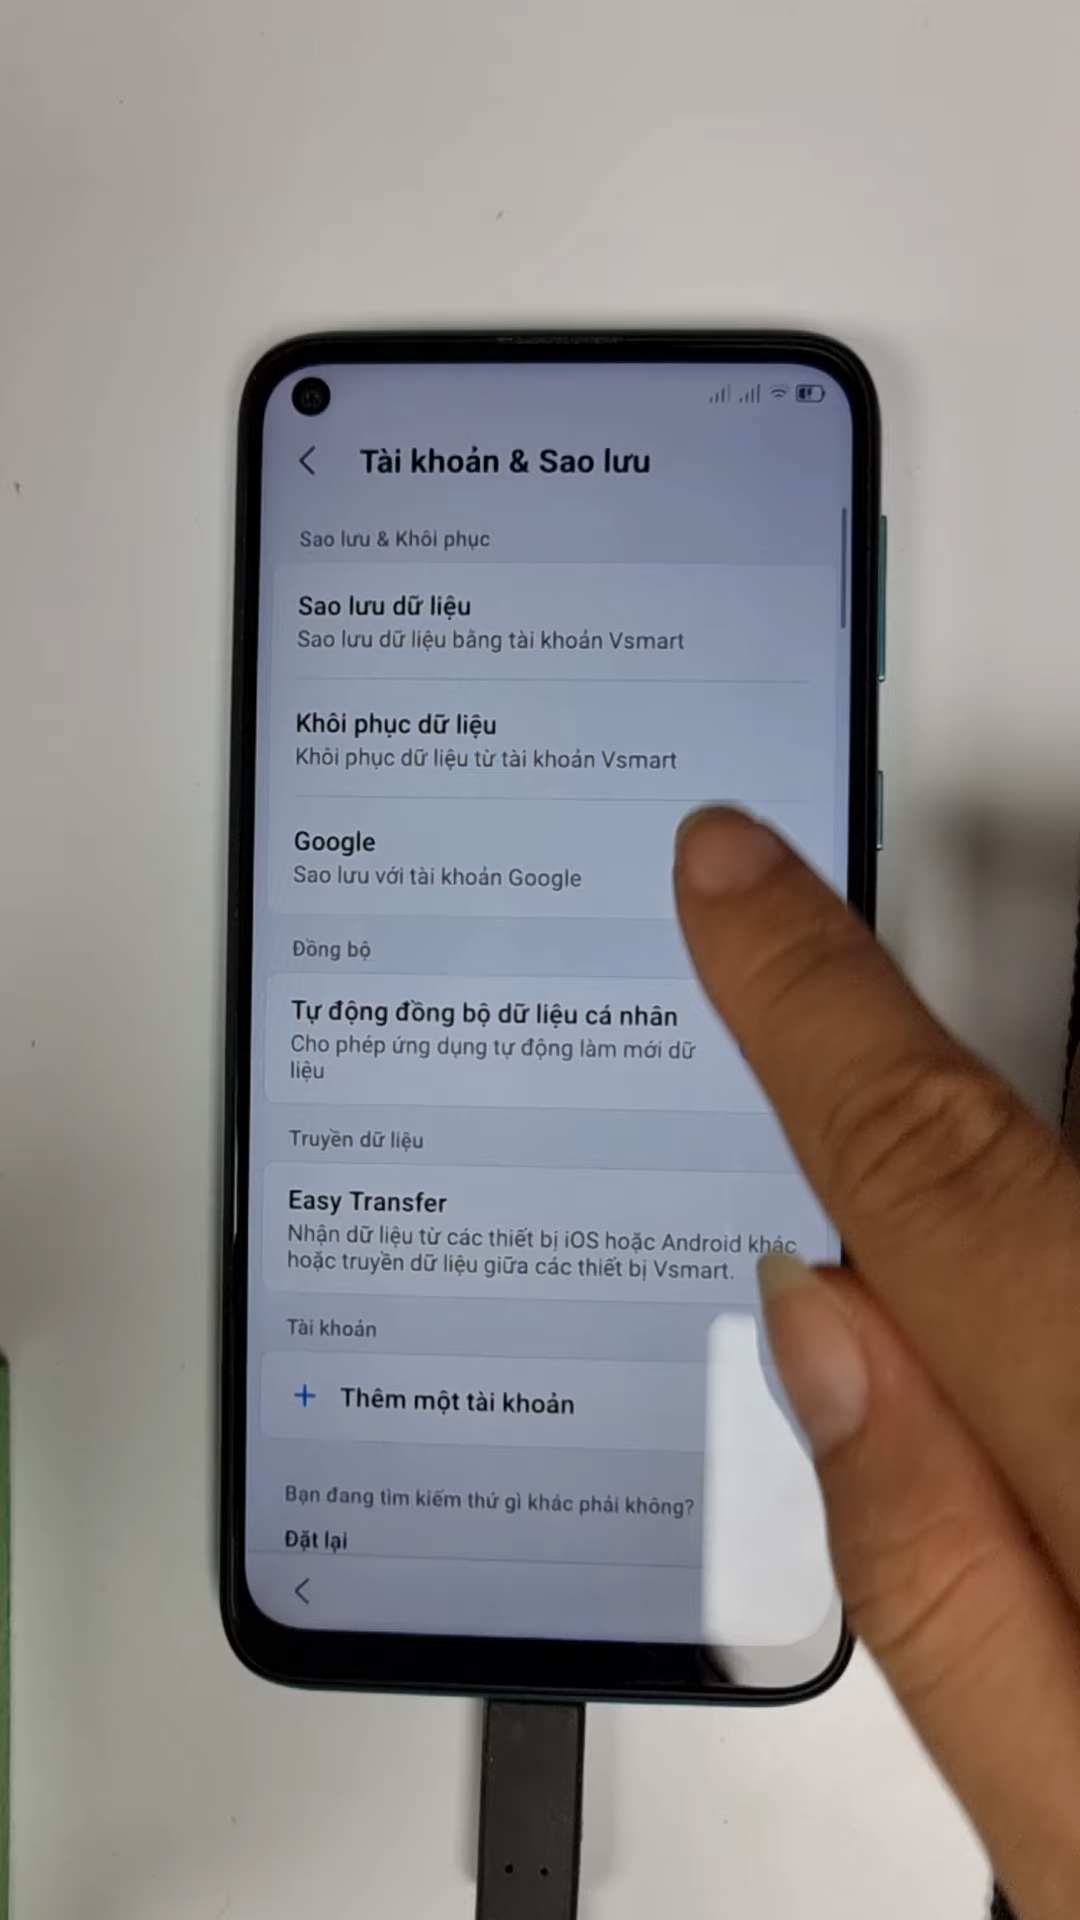 Tài khoản & Sao lưu
Sao lưu & Khôi phục
Sao lưu dữ liệu
Sao lưu dữ liệu bằng tài khoản Vsmart
Khôi phục dữ liệu
Khôi phục dữ liệu từ tài khoản Vsmart
Google
Sao lưu với tài khoản Google
Đồng bộ
Tự động đồng bộ dữ liệu cá nhân
Cho phép ứng dụng tự động làm mới dữ
liệu
Truyền dữ liệu
Easy Transfer
Nhận dữ liệu từ các thiết bị iOS hoặc Android khác
hoặc truyền dữ liệu giữa các thiết bị Vsmart.
Tài khoản
+ Thêm một tài khoản
Bạn đang tìm kiếm thứ gì khác phải không?
Đặt lại